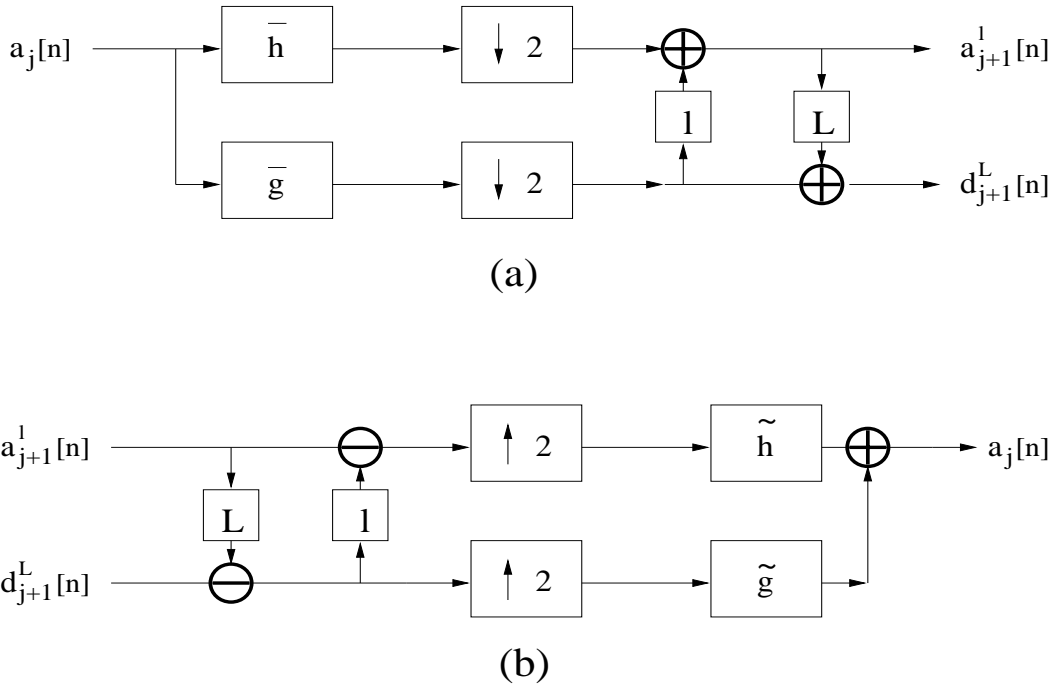 a_j[n] h̅ ↓ 2 a^l_{j+1}[n]
l L
g̅ ↓ 2 d^L_{j+1}[n]
(a)
a^l_{j+1}[n] ↑ 2 h̃ a_j[n]
L l
d^L_{j+1}[n] ↑ 2 g̃
(b)